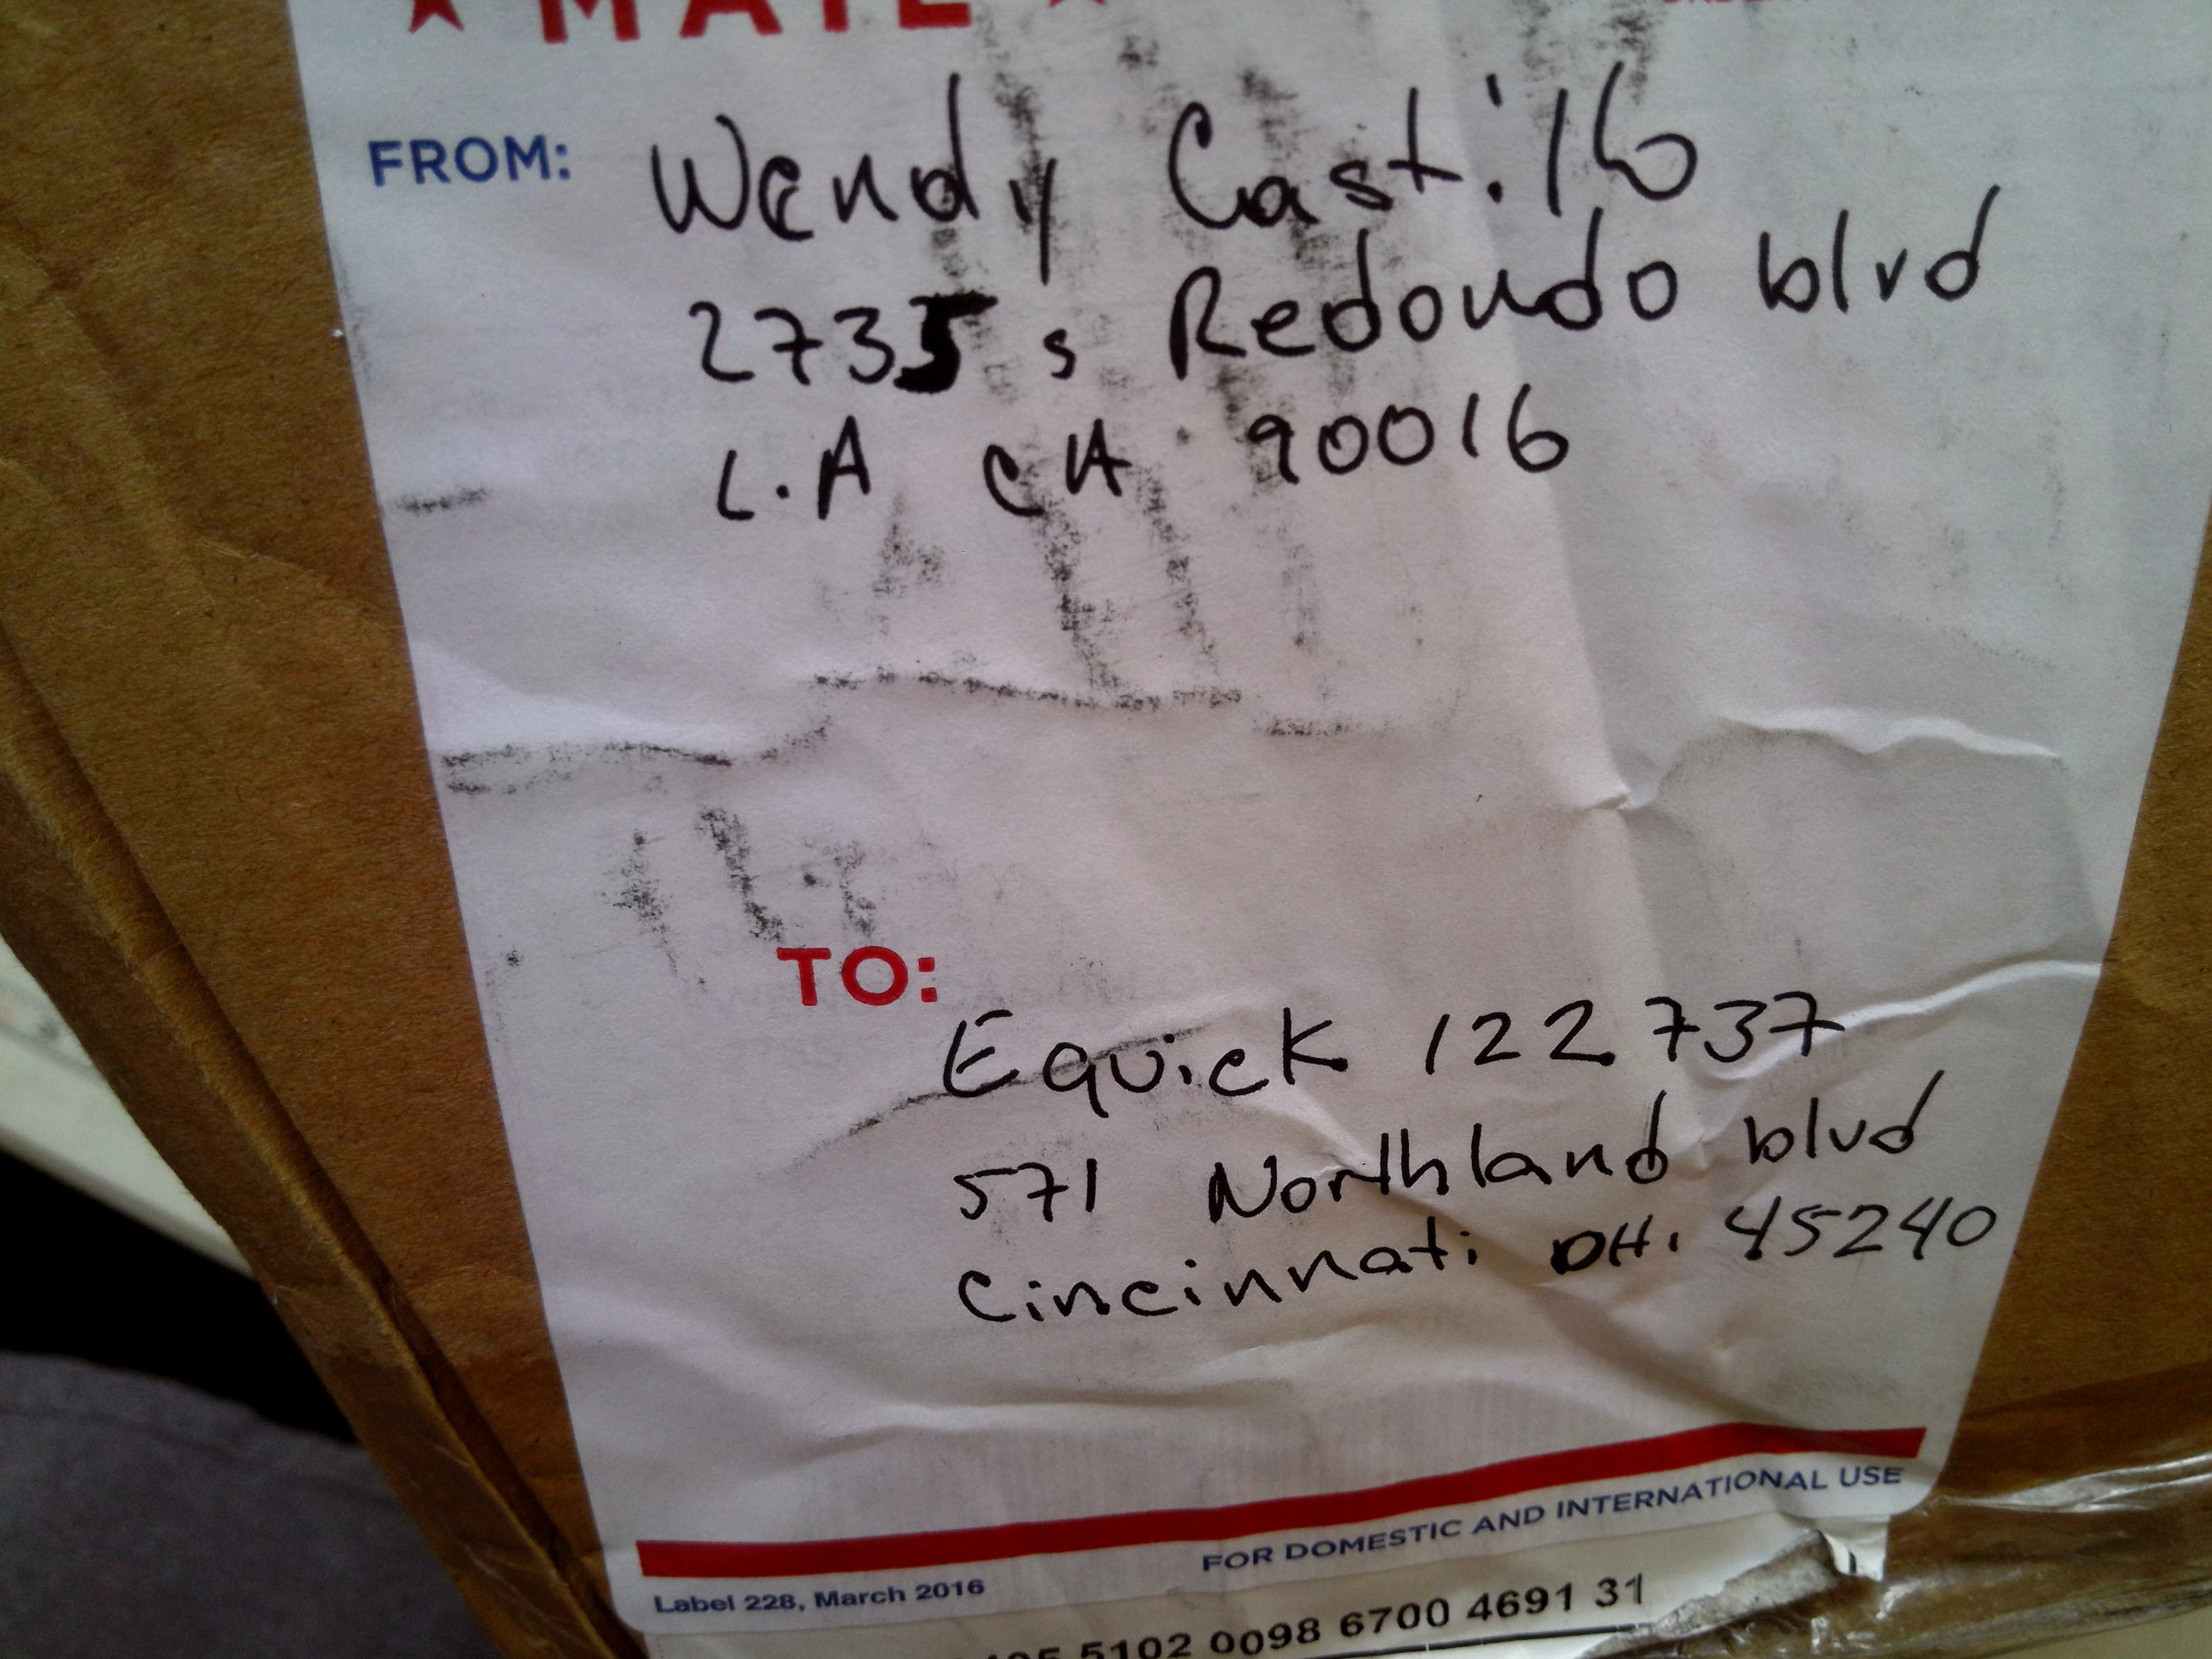 ★ MAIL ★
FROM:
Wendy Castillo
2735 s Redondo blvd
L.A CA 90016
TO:
Equick 122737
571 Northland blvd
Cincinnati OH. 45240
FOR DOMESTIC AND INTERNATIONAL USE
Label 228, March 2016
5102 0098 6700 4691 31